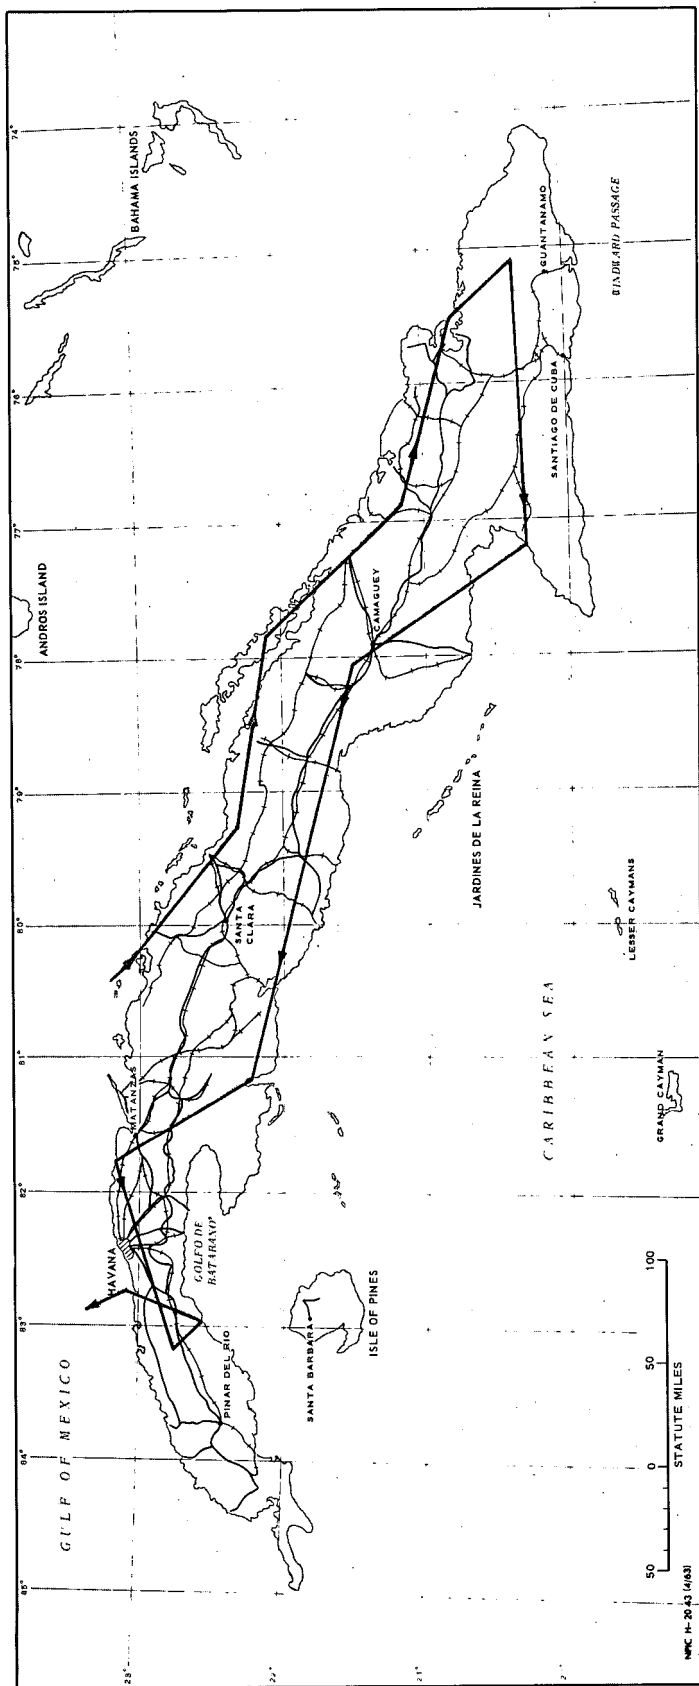 74°
75°
76°
77°
78°
79°
80°
81°
82°
83°
84°
85°
GULF OF MEXICO
HAVANA
MATANZAS
ANDROS ISLAND
BAHAMA ISLANDS
23°
PINAR DEL RIO
GOLFO DE
BATABANO
SANTA
CLARA
CAMAGUEY
GUANTANAMO
22°
SANTA BARBARA
ISLE OF PINES
JARDINES DE LA REINA
SANTIAGO DE CUBA
WINDWARD PASSAGE
21°
CARIBBEAN SEA
LESSER CAYMANS
GRAND CAYMAN
50 0 50 100
STATUTE MILES
NPIC H-2043 (4/63)